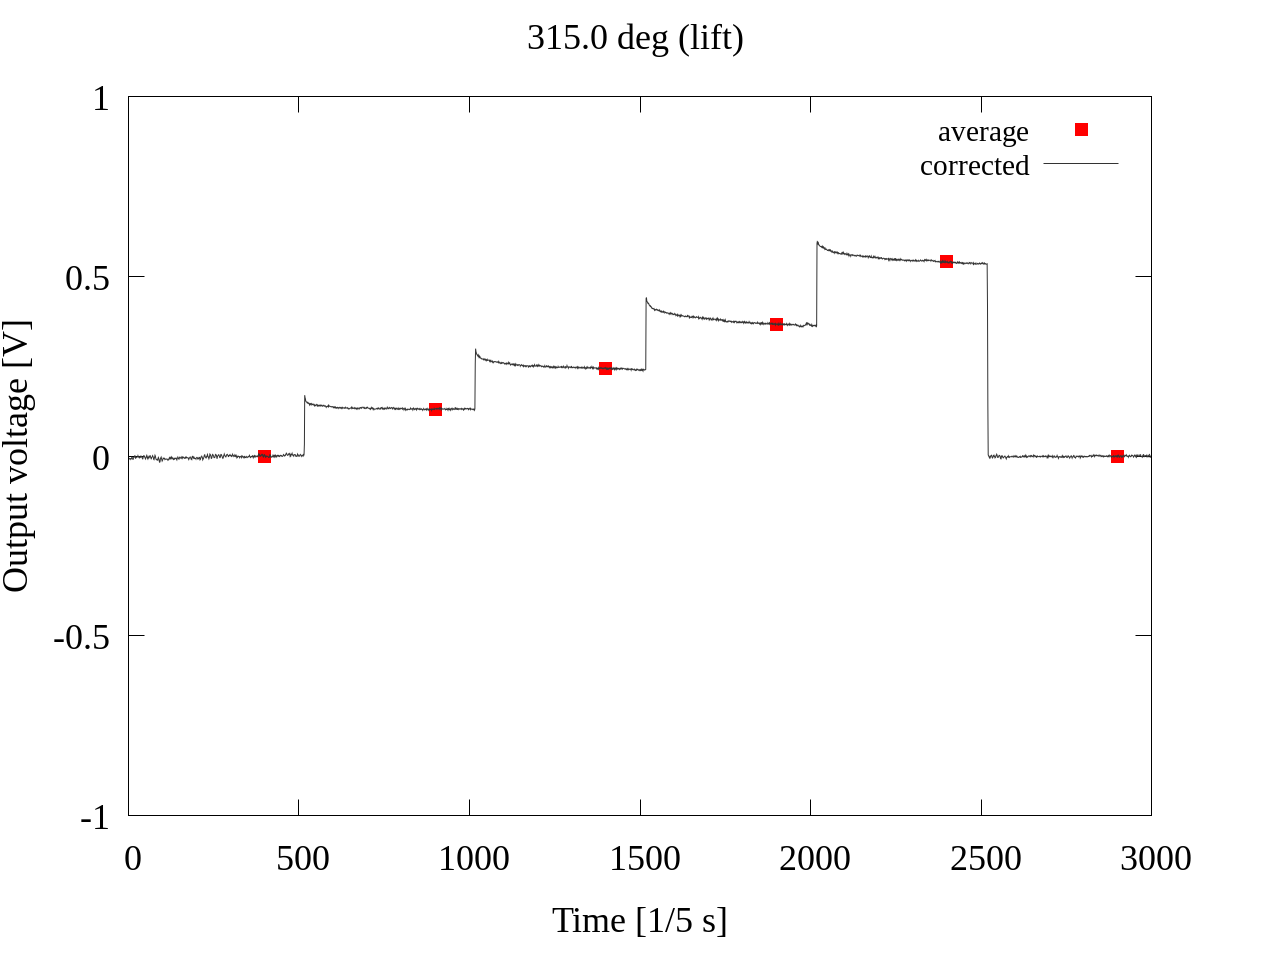 315.0 deg (lift)
average
corrected
1
0.5
0
-0.5
-1
Output voltage [V]
0 500 1000 1500 2000 2500 3000
Time [1/5 s]